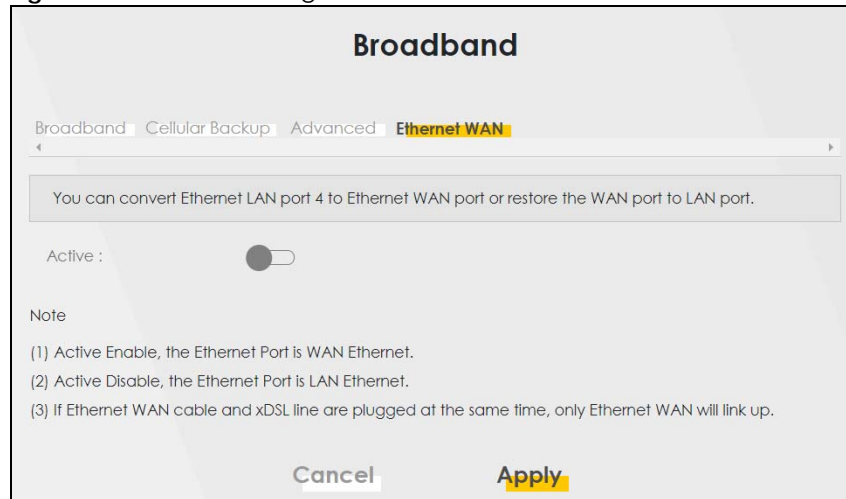 Broadband
Broadband Cellular Backup Advanced Ethernet WAN
You can convert Ethernet LAN port 4 to Ethernet WAN port or restore the WAN port to LAN port.
Active :
Note
(1) Active Enable, the Ethernet Port is WAN Ethernet.
(2) Active Disable, the Ethernet Port is LAN Ethernet.
(3) If Ethernet WAN cable and xDSL line are plugged at the same time, only Ethernet WAN will link up.
Cancel Apply